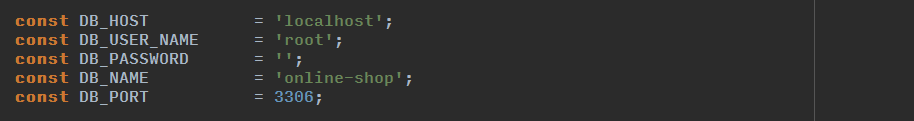 const DB_HOST = 'localhost';
const DB_USER_NAME = 'root';
const DB_PASSWORD = '';
const DB_NAME = 'online-shop';
const DB_PORT = 3306;